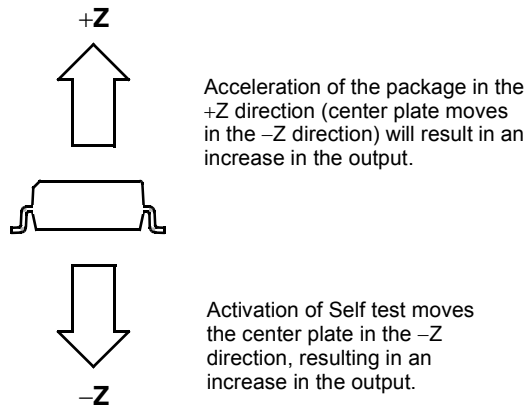 +Z
Acceleration of the package in the
+Z direction (center plate moves
in the −Z direction) will result in an
increase in the output.
Activation of Self test moves
the center plate in the −Z
direction, resulting in an
increase in the output.
−Z